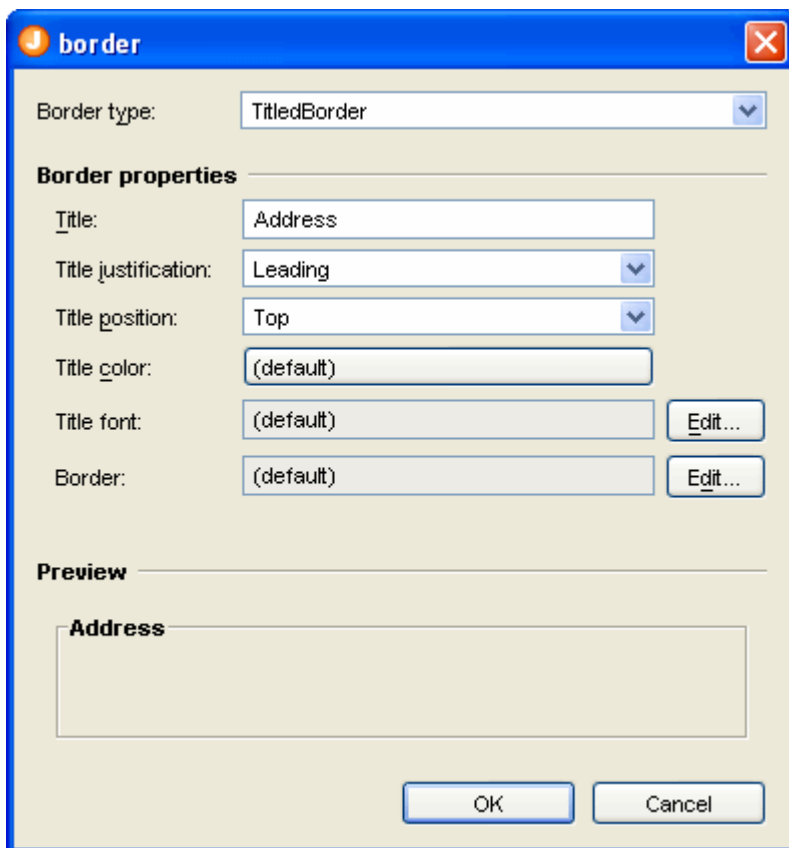 J border
Border type: TitledBorder
Border properties
Title: Address
Title justification: Leading
Title position: Top
Title color: (default)
Title font: (default) Edit...
Border: (default) Edit...
Preview
Address
OK Cancel